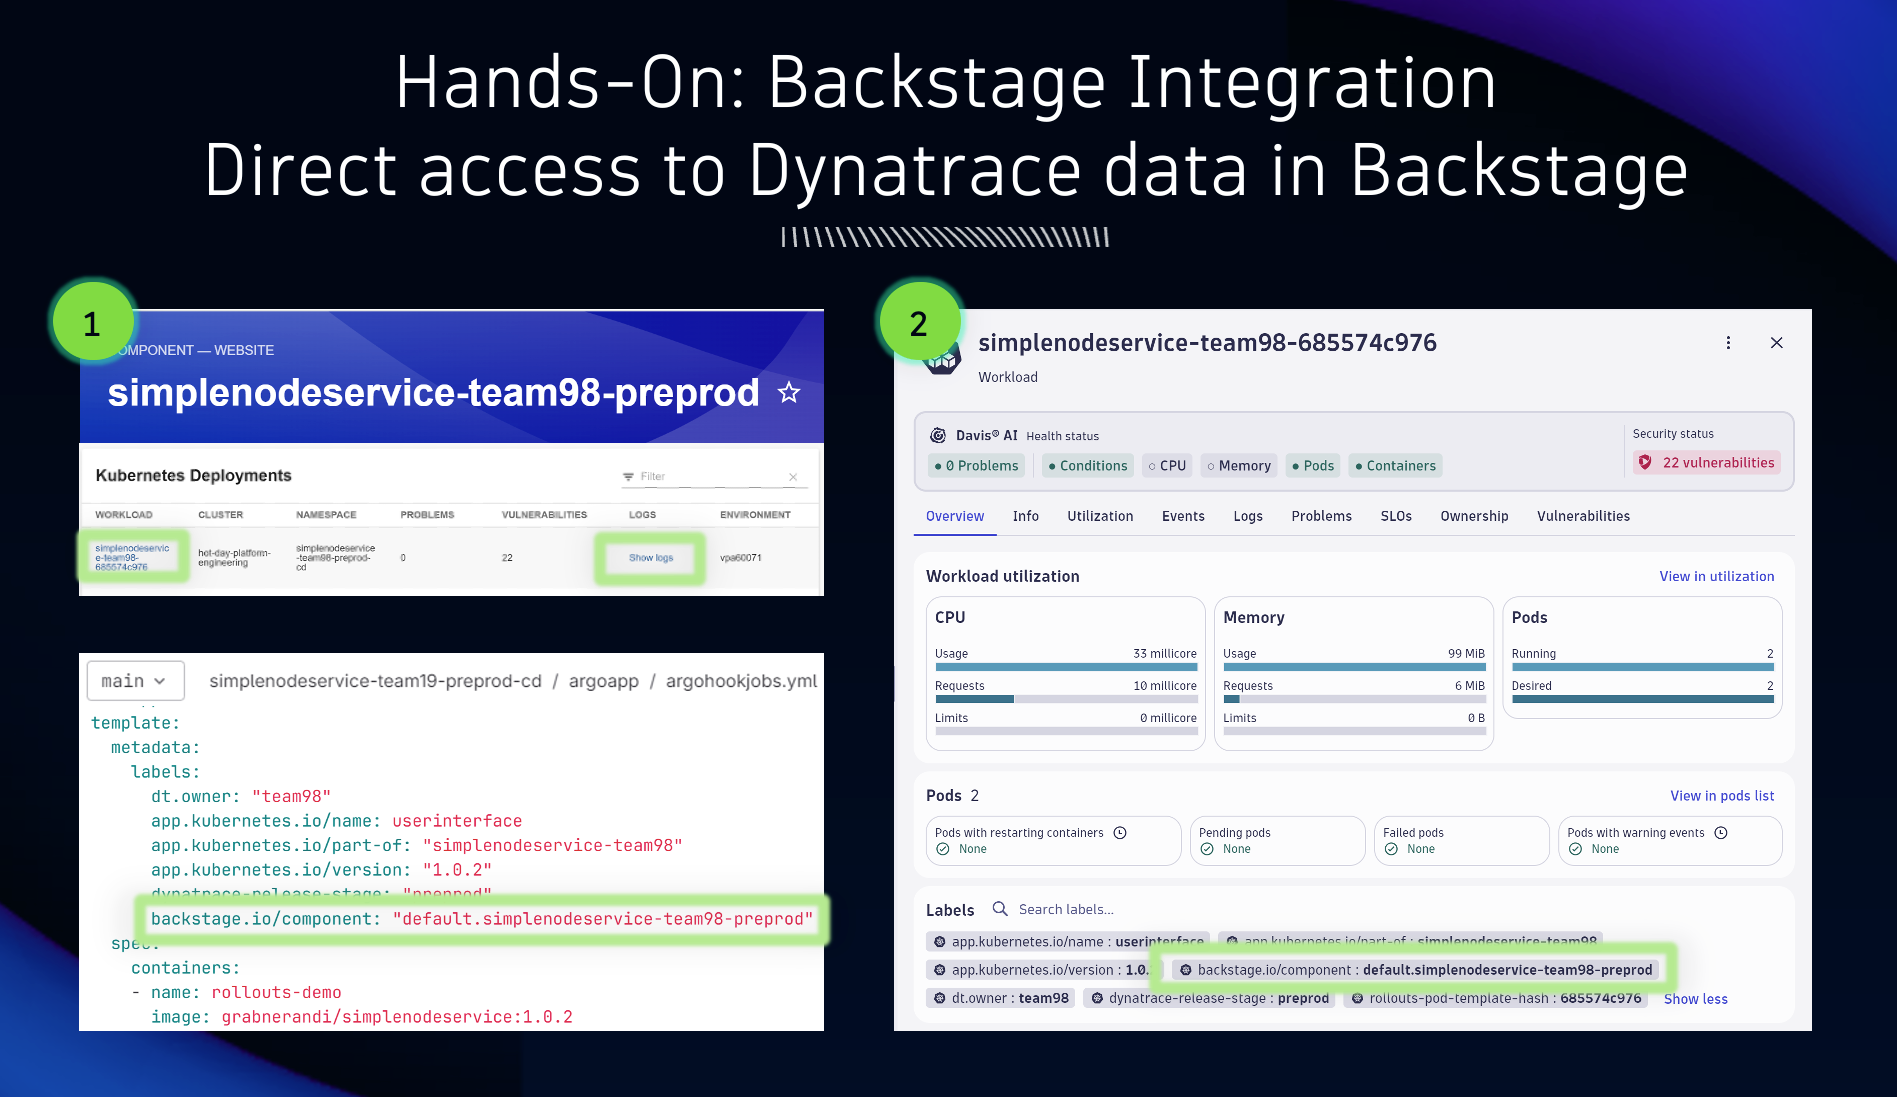 Hands-On: Backstage Integration
Direct access to Dynatrace data in Backstage
1
OMPONENT — WEBSITE
simplenodeservice-team98-preprod
Kubernetes Deployments
Filter
WORKLOAD CLUSTER NAMESPACE PROBLEMS VULNERABILITIES LOGS ENVIRONMENT
simplenodeservic
e-team98-
685574c976
hot-day-platform-
engineering
simplenodeservice
-team98-preprod-
cd
0
22
Show logs
vpa60071
main
simplenodeservice-team19-preprod-cd / argoapp / argohookjobs.yml
template:
metadata:
labels:
dt.owner: "team98"
app.kubernetes.io/name: userinterface
app.kubernetes.io/part-of: "simplenodeservice-team98"
app.kubernetes.io/version: "1.0.2"
dynatrace-release-stage: "preprod"
backstage.io/component: "default.simplenodeservice-team98-preprod"
spec:
containers:
- name: rollouts-demo
image: grabnerandi/simplenodeservice:1.0.2
2
simplenodeservice-team98-685574c976
Workload
Davis® AI Health status
0 Problems Conditions CPU Memory Pods Containers
Security status
22 vulnerabilities
Overview Info Utilization Events Logs Problems SLOs Ownership Vulnerabilities
Workload utilization
View in utilization
CPU
Usage 33 millicore
Requests 10 millicore
Limits 0 millicore
Memory
Usage 99 MiB
Requests 6 MiB
Limits 0 B
Pods
Running 2
Desired 2
Pods 2
View in pods list
Pods with restarting containers
None
Pending pods
None
Failed pods
None
Pods with warning events
None
Labels
Search labels...
app.kubernetes.io/name : userinterface app.kubernetes.io/part-of : simplenodeservice-team98
app.kubernetes.io/version : 1.0. backstage.io/component : default.simplenodeservice-team98-preprod
dt.owner : team98 dynatrace-release-stage : preprod rollouts-pod-template-hash : 685574c976 Show less